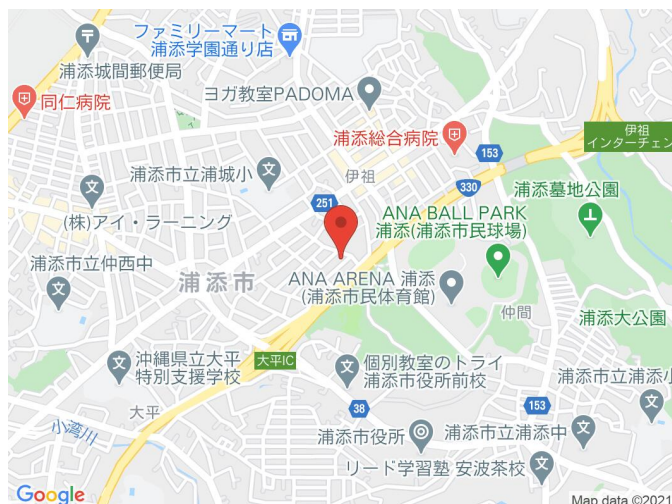 ファミリーマート
浦添学園通り店
浦添城間郵便局
同仁病院
ヨガ教室PADOMA
浦添総合病院
伊祖
インターチェン
153
浦添市立浦城小
伊祖
330
浦添墓地公園
251
(株)アイ・ラーニング
ANA BALL PARK
浦添(浦添市民球場)
浦添市立仲西中
浦添市
ANA ARENA 浦添
(浦添市民体育館)
仲間
浦添大公園
沖縄県立大平
特別支援学校
大平IC
個別教室のトライ
浦添市役所前校
浦添市立浦添小
大平
38
153
小湾川
浦添市役所
浦添市立浦添中
リード学習塾 安波茶校
Google
Map data ©2021